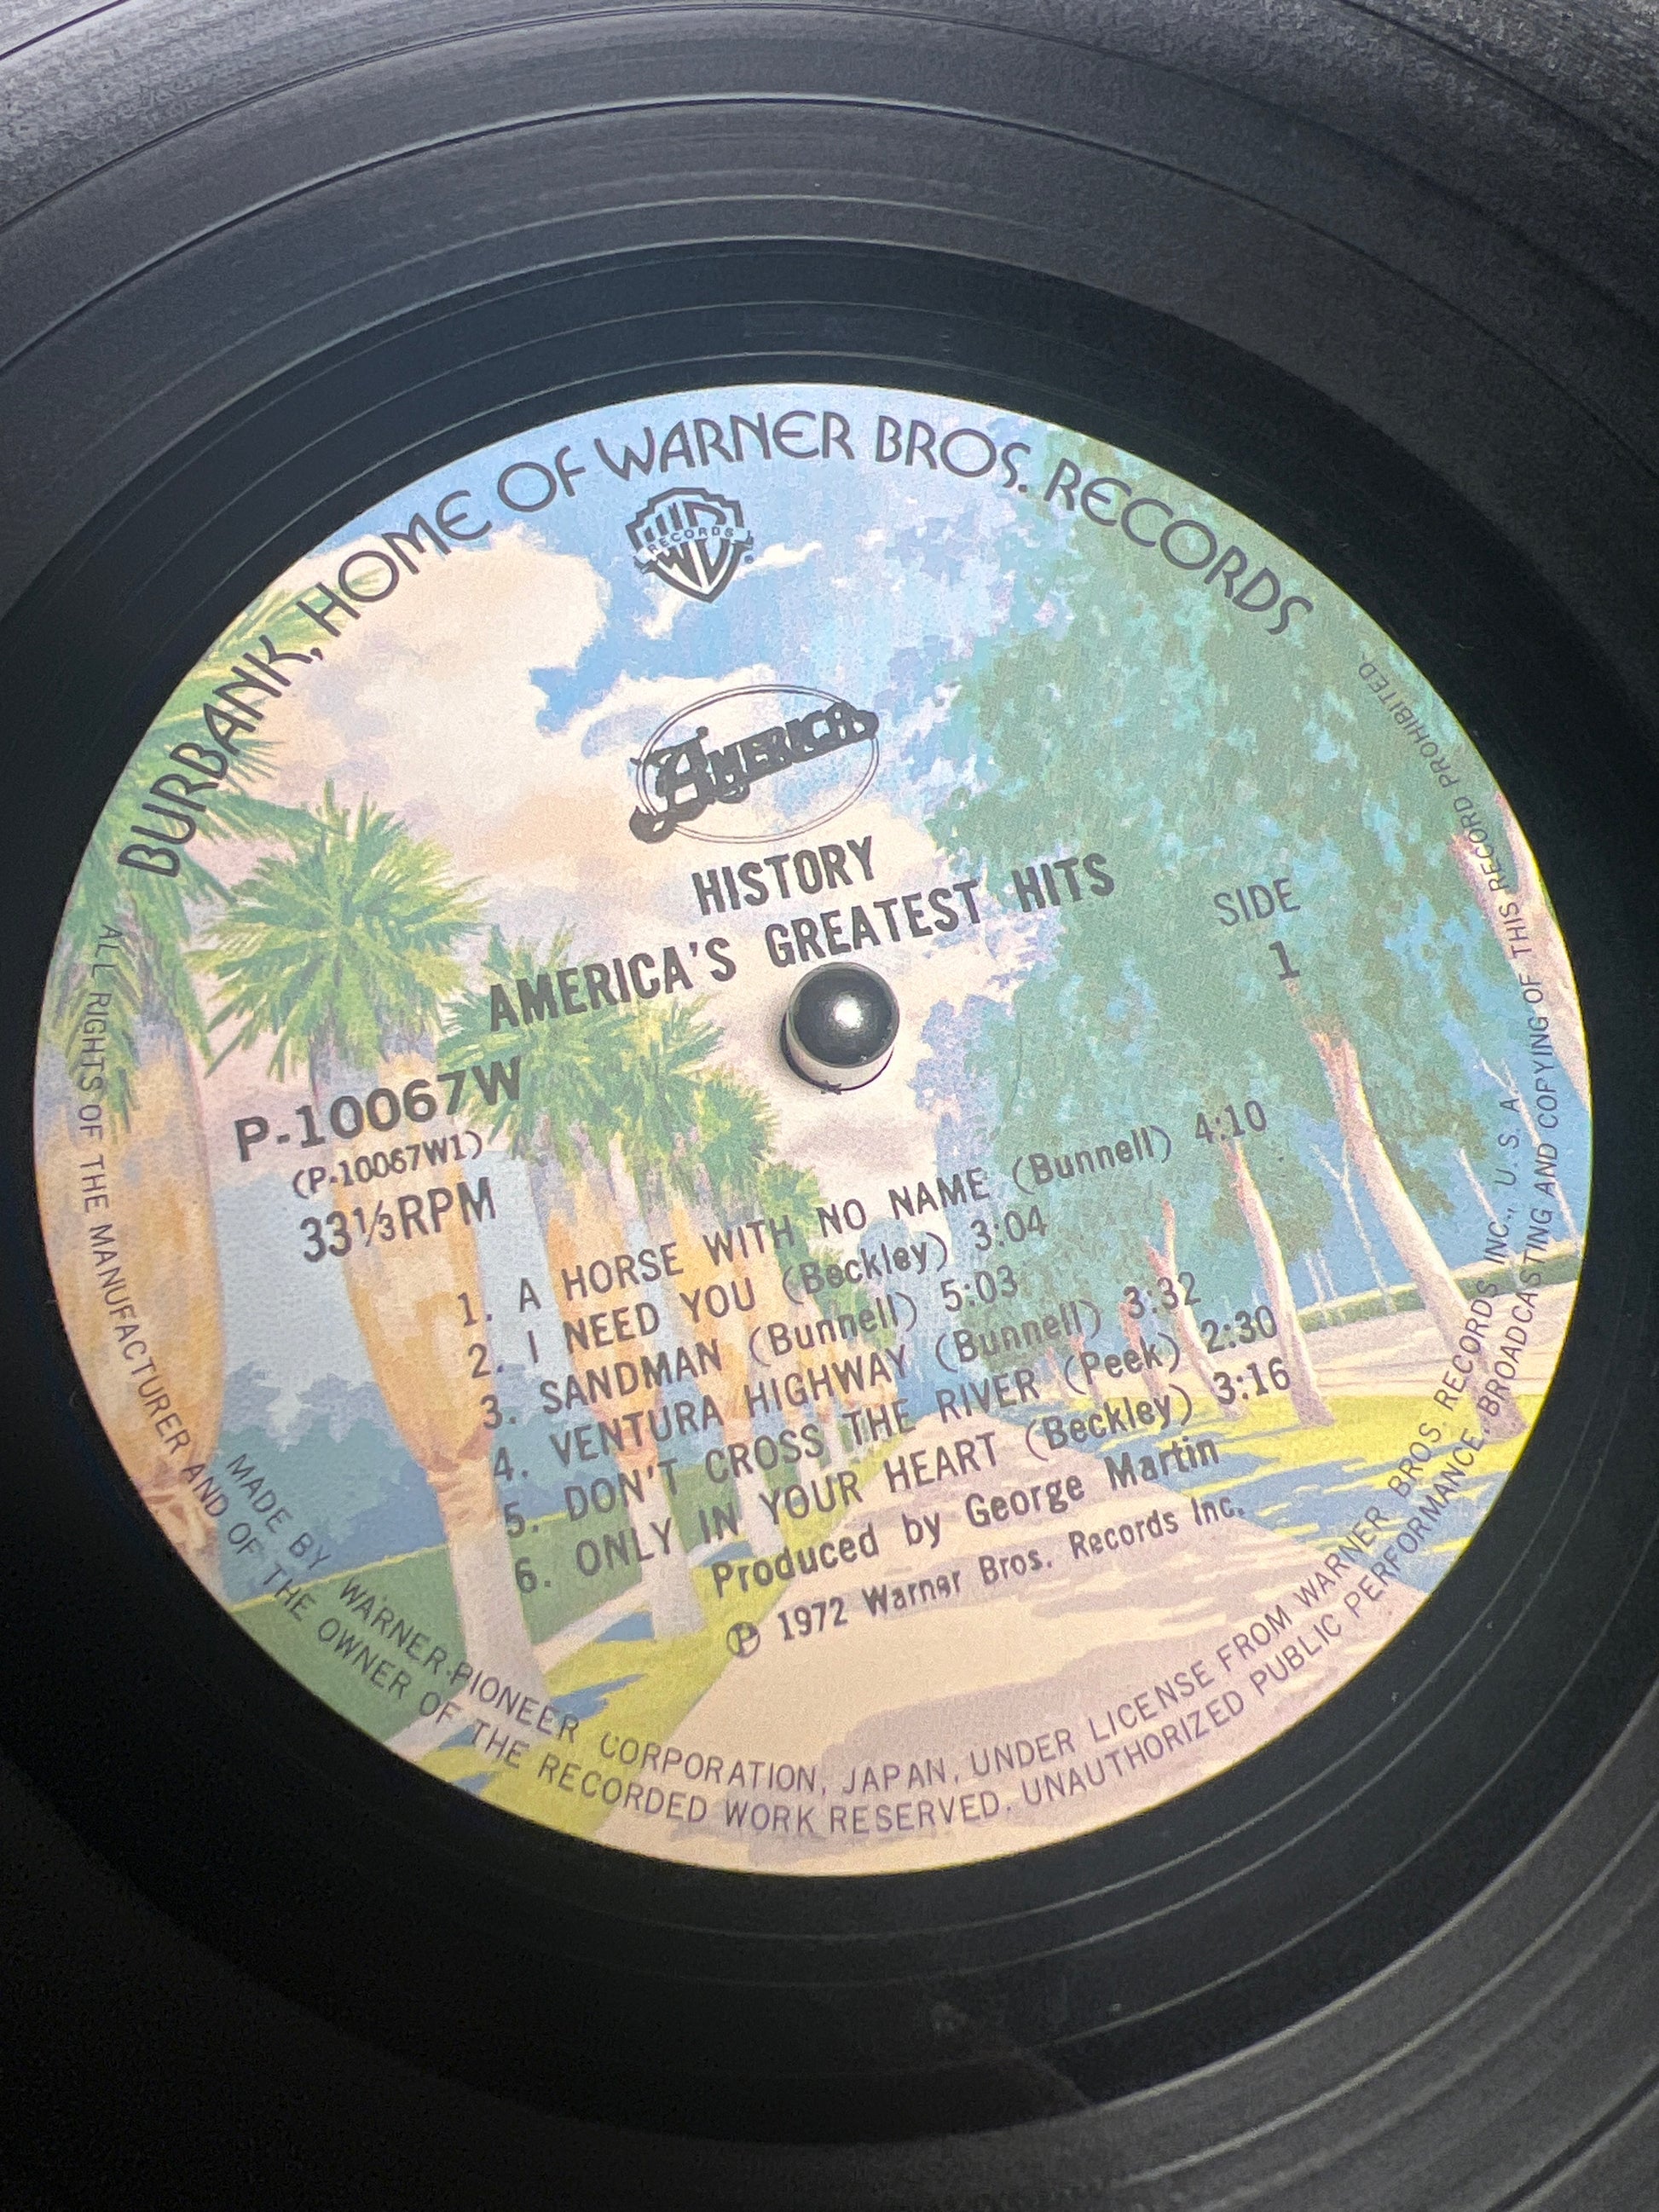 BURBANK, HOME OF WARNER BROS. RECORDS
RECORDS
America
HISTORY
AMERICA'S GREATEST HITS
SIDE
1
P-10067W
(P-10067W1)
33⅓RPM
1. A HORSE WITH NO NAME (Bunnell) 4:10
2. I NEED YOU (Beckley) 3:04
3. SANDMAN (Bunnell) 5:03
4. VENTURA HIGHWAY (Bunnell) 3:32
5. DON'T CROSS THE RIVER (Peek) 2:30
6. ONLY IN YOUR HEART (Beckley) 3:16
Produced by George Martin
℗ 1972 Warner Bros. Records Inc.
MADE BY WARNER-PIONEER CORPORATION, JAPAN, UNDER LICENSE FROM WARNER BROS. RECORDS INC., U. S. A.
ALL RIGHTS OF THE MANUFACTURER AND OF THE OWNER OF THE RECORDED WORK RESERVED. UNAUTHORIZED PUBLIC PERFORMANCE, BROADCASTING AND COPYING OF THIS RECORD PROHIBITED.